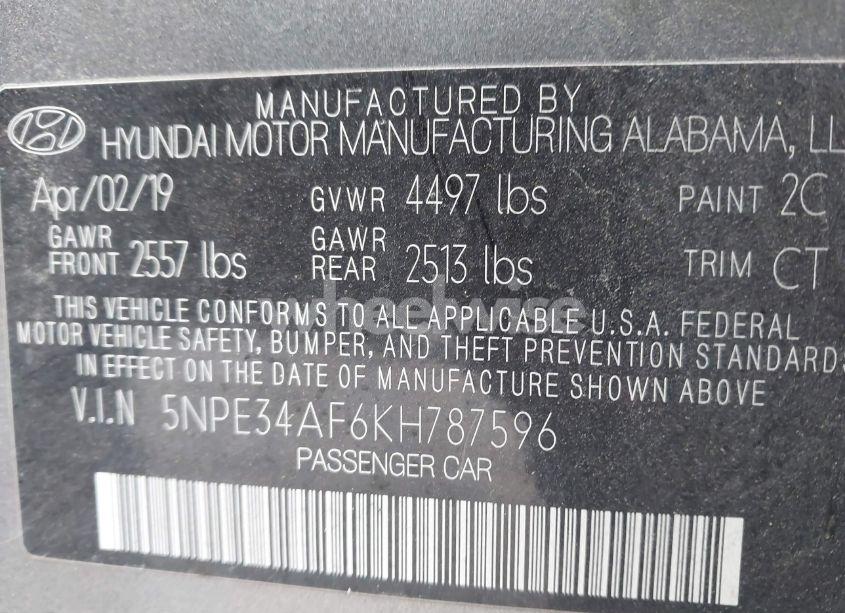 MANUFACTURED BY
HYUNDAI MOTOR MANUFACTURING ALABAMA, LL
Apr/02/19 GVWR 4497 lbs PAINT 2C
GAWR FRONT 2557 lbs GAWR REAR 2513 lbs TRIM CT
THIS VEHICLE CONFORMS TO ALL APPLICABLE U.S.A. FEDERAL
MOTOR VEHICLE SAFETY, BUMPER, AND THEFT PREVENTION STANDARDS
IN EFFECT ON THE DATE OF MANUFACTURE SHOWN ABOVE
V.I.N 5NPE34AF6KH787596
PASSENGER CAR
wheelwise